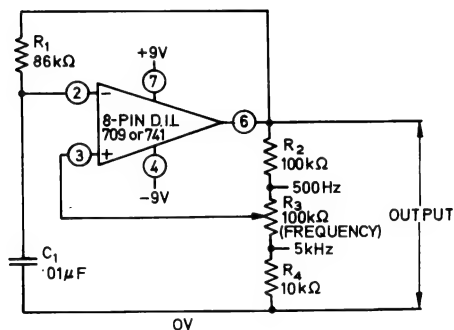 R1
86kΩ
+9V
7
2
−
8-PIN D.I.L
709 or 741
6
3
+
4
−9V
R2
100kΩ
500Hz
R3
100kΩ
(FREQUENCY)
5kHz
OUTPUT
C1
·01µF
R4
10kΩ
0V